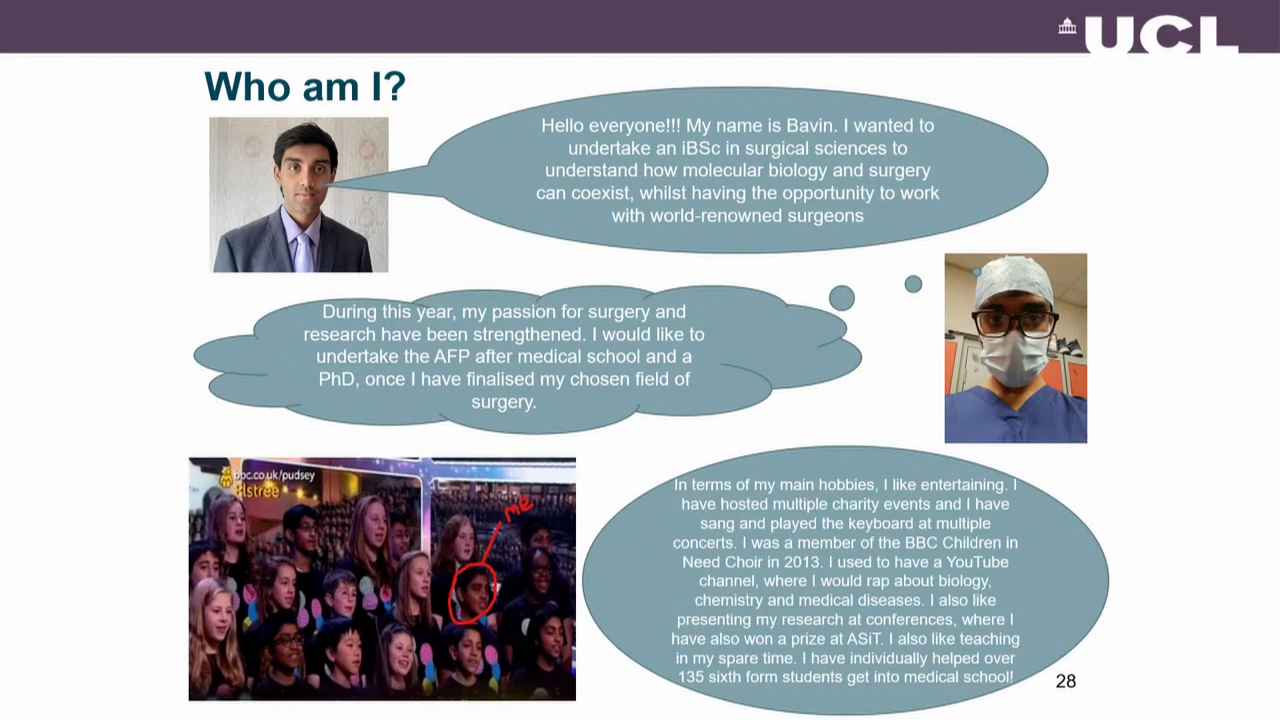 UCL
Who am I?
Hello everyone!!! My name is Bavin. I wanted to
undertake an iBSc in surgical sciences to
understand how molecular biology and surgery
can coexist, whilst having the opportunity to work
with world-renowned surgeons
During this year, my passion for surgery and
research have been strengthened. I would like to
undertake the AFP after medical school and a
PhD, once I have finalised my chosen field of
surgery.
bbc.co.uk/pudsey
Elstree
me
In terms of my main hobbies, I like entertaining. I
have hosted multiple charity events and I have
sang and played the keyboard at multiple
concerts. I was a member of the BBC Children in
Need Choir in 2013. I used to have a YouTube
channel, where I would rap about biology,
chemistry and medical diseases. I also like
presenting my research at conferences, where I
have also won a prize at ASiT. I also like teaching
in my spare time. I have individually helped over
135 sixth form students get into medical school!
28